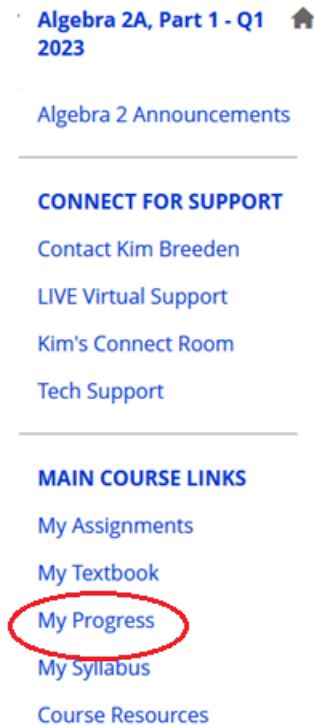 Algebra 2A, Part 1 - Q1
2023
Algebra 2 Announcements
CONNECT FOR SUPPORT
Contact Kim Breeden
LIVE Virtual Support
Kim's Connect Room
Tech Support
MAIN COURSE LINKS
My Assignments
My Textbook
My Progress
My Syllabus
Course Resources